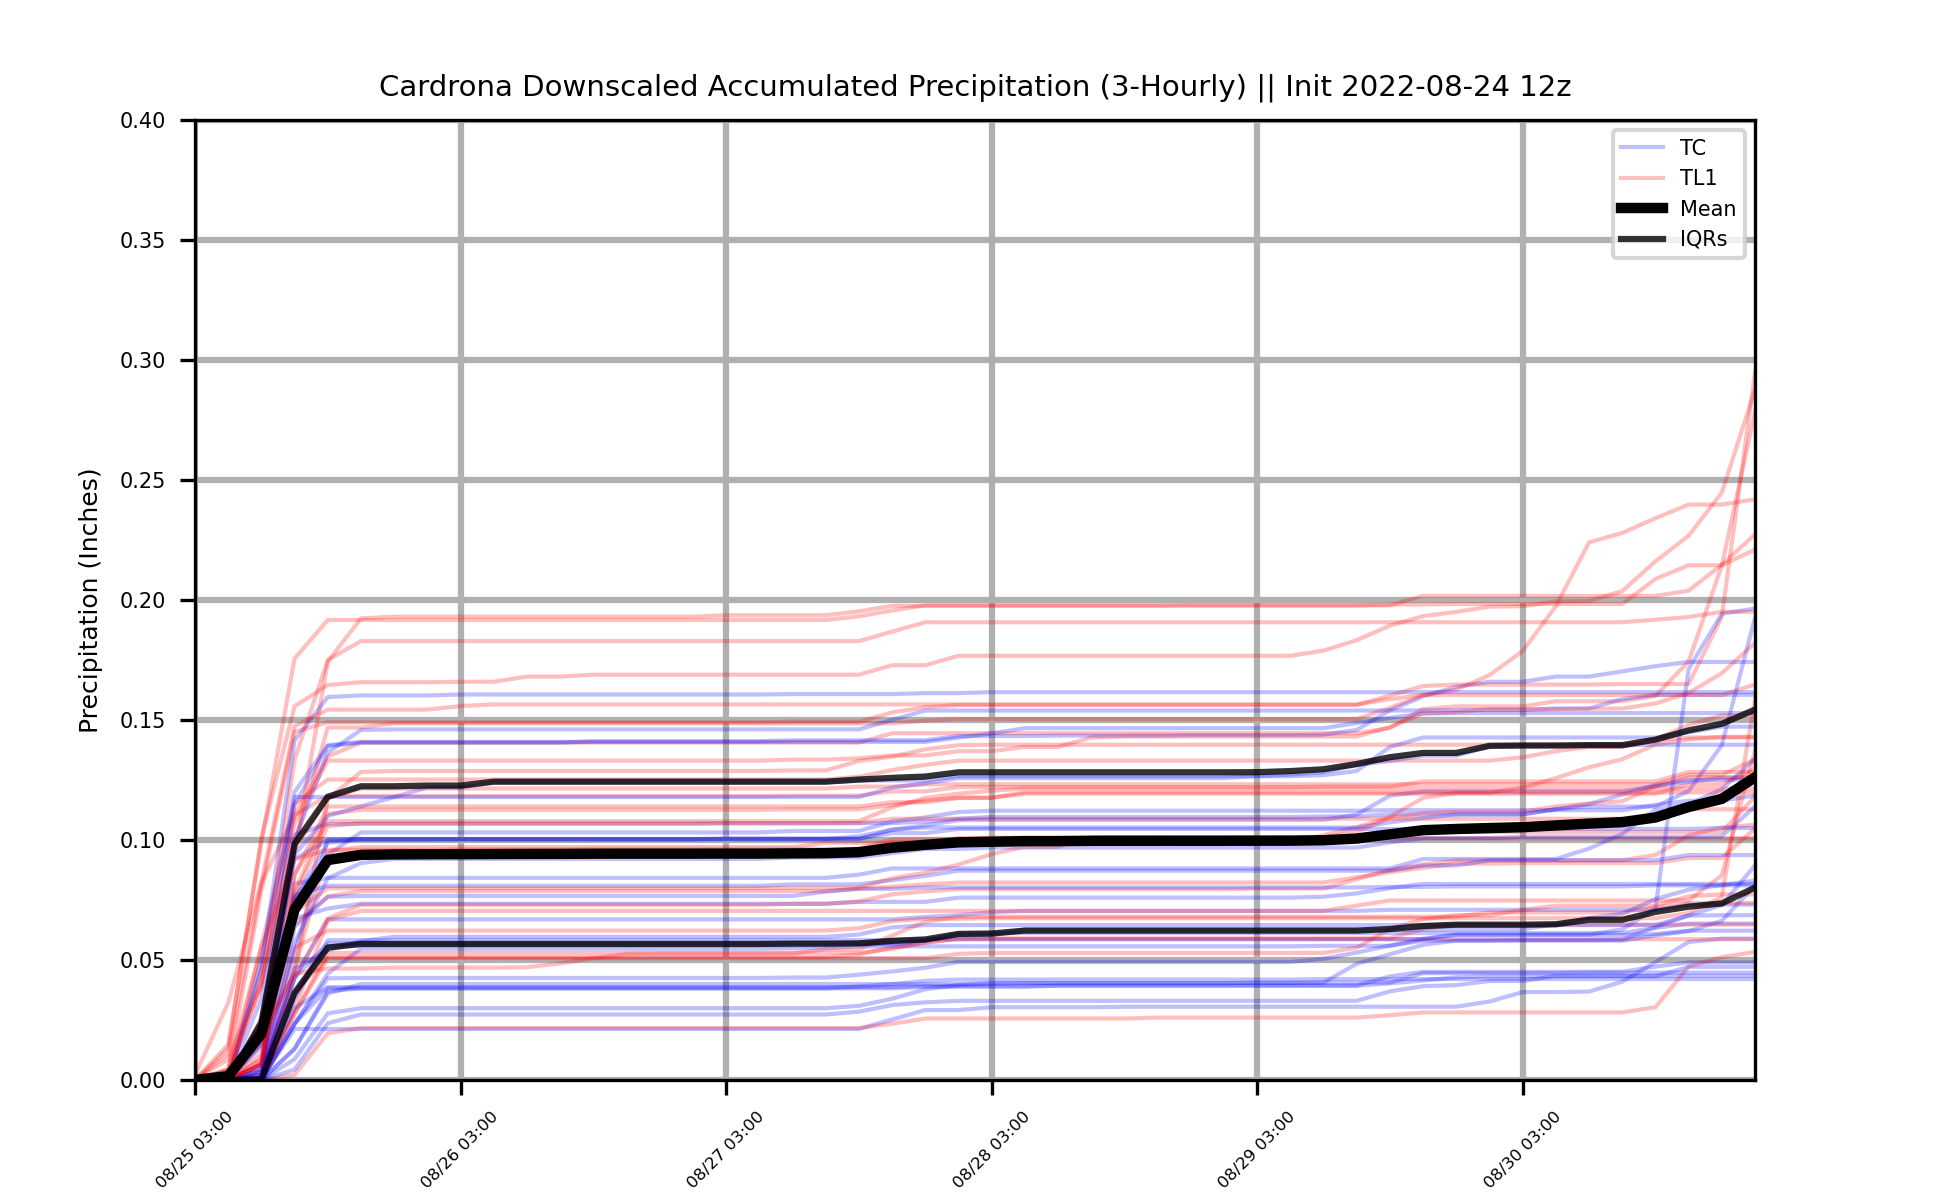 Cardrona Downscaled Accumulated Precipitation (3-Hourly) || Init 2022-08-24 12z
Precipitation (Inches)
0.40
0.35
0.30
0.25
0.20
0.15
0.10
0.05
0.00
TC
TL1
Mean
IQRs
08/25 03:00
08/26 03:00
08/27 03:00
08/28 03:00
08/29 03:00
08/30 03:00